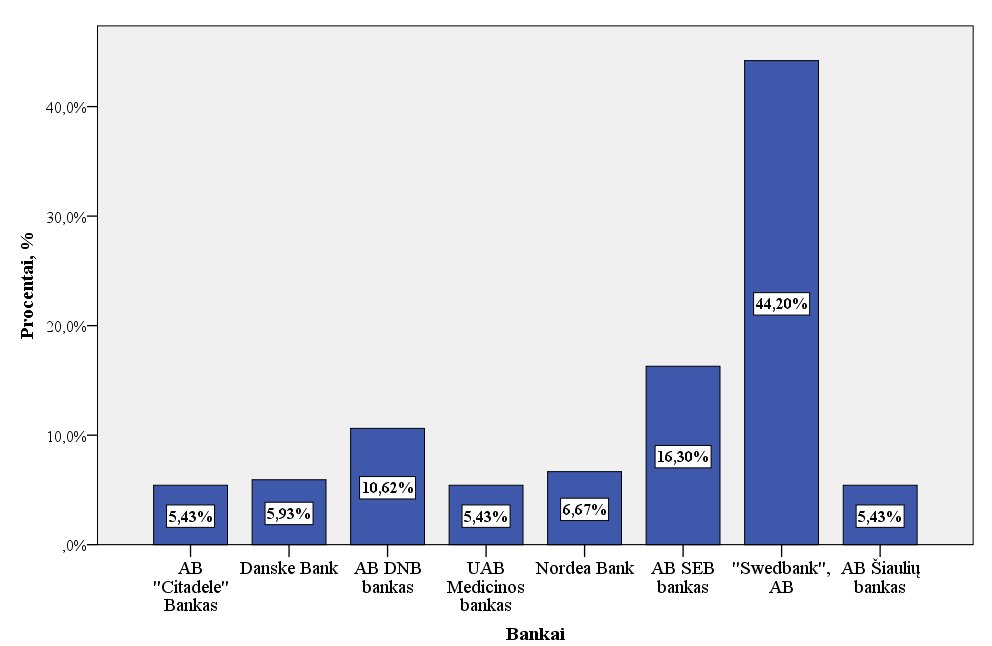 Procentai, %
40,0%
30,0%
20,0%
10,0%
,0%
5,43%
5,93%
10,62%
5,43%
6,67%
16,30%
44,20%
5,43%
AB
"Citadele"
Bankas
Danske Bank
AB DNB
bankas
UAB
Medicinos
bankas
Nordea Bank
AB SEB
bankas
"Swedbank",
AB
AB Šiaulių
bankas
Bankai